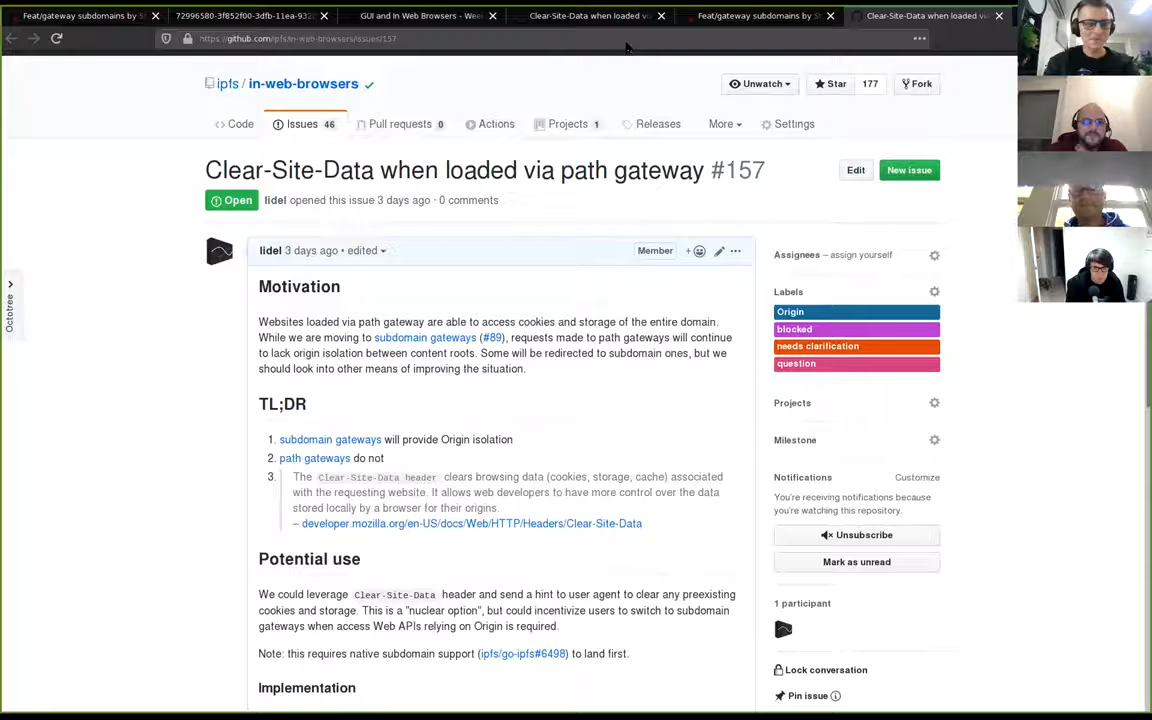 Feat/gateway subdomains by S
72996580-3f852f00-3dfb-11ea-932
GUI and In Web Browsers - Wee
Clear-Site-Data when loaded vi
Feat/gateway subdomains by S
Clear-Site-Data when loaded vi
https://github.com/ipfs/in-web-browsers/issues/157
ipfs / in-web-browsers
Unwatch
Star 177
Fork
Code
Issues 46
Pull requests 0
Actions
Projects 1
Releases
More
Settings
Clear-Site-Data when loaded via path gateway #157
Edit
New issue
Open
lidel opened this issue 3 days ago · 0 comments
lidel 3 days ago • edited
Member
Motivation
Websites loaded via path gateway are able to access cookies and storage of the entire domain.
While we are moving to subdomain gateways (#89), requests made to path gateways will continue
to lack origin isolation between content roots. Some will be redirected to subdomain ones, but we
should look into other means of improving the situation.
TL;DR
1. subdomain gateways will provide Origin isolation
2. path gateways do not
3. The Clear-Site-Data header clears browsing data (cookies, storage, cache) associated
with the requesting website. It allows web developers to have more control over the data
stored locally by a browser for their origins.
– developer.mozilla.org/en-US/docs/Web/HTTP/Headers/Clear-Site-Data
Potential use
We could leverage Clear-Site-Data header and send a hint to user agent to clear any preexisting
cookies and storage. This is a "nuclear option", but could incentivize users to switch to subdomain
gateways when access Web APIs relying on Origin is required.
Note: this requires native subdomain support (ipfs/go-ipfs#6498) to land first.
Implementation
Assignees – assign yourself
Labels
Origin
blocked
needs clarification
question
Projects
Milestone
Notifications
Customize
You're receiving notifications because
you're watching this repository.
Unsubscribe
Mark as unread
1 participant
Lock conversation
Pin issue
Octotree